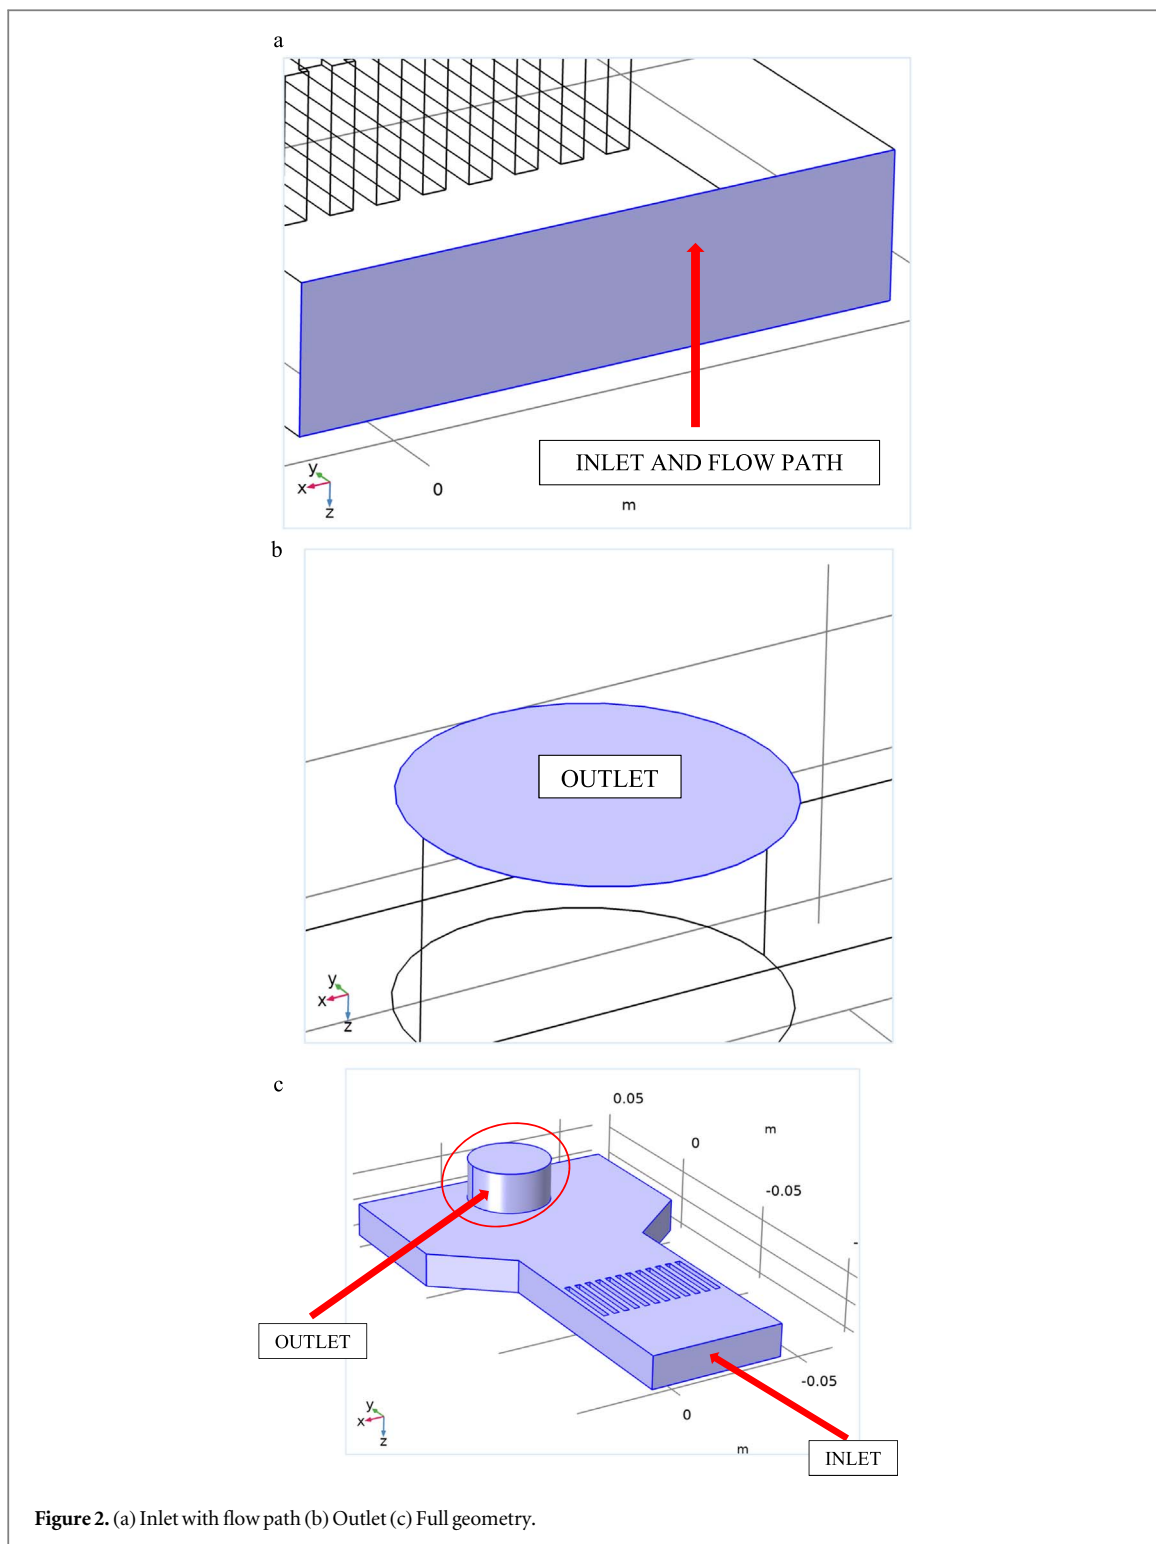 a
INLET AND FLOW PATH
y
x
z
0
m
b
OUTLET
y
x
z
c
0.05
m
0
-0.05
-
OUTLET
-0.05
y
x
z
0
m
INLET
Figure 2. (a) Inlet with flow path (b) Outlet (c) Full geometry.